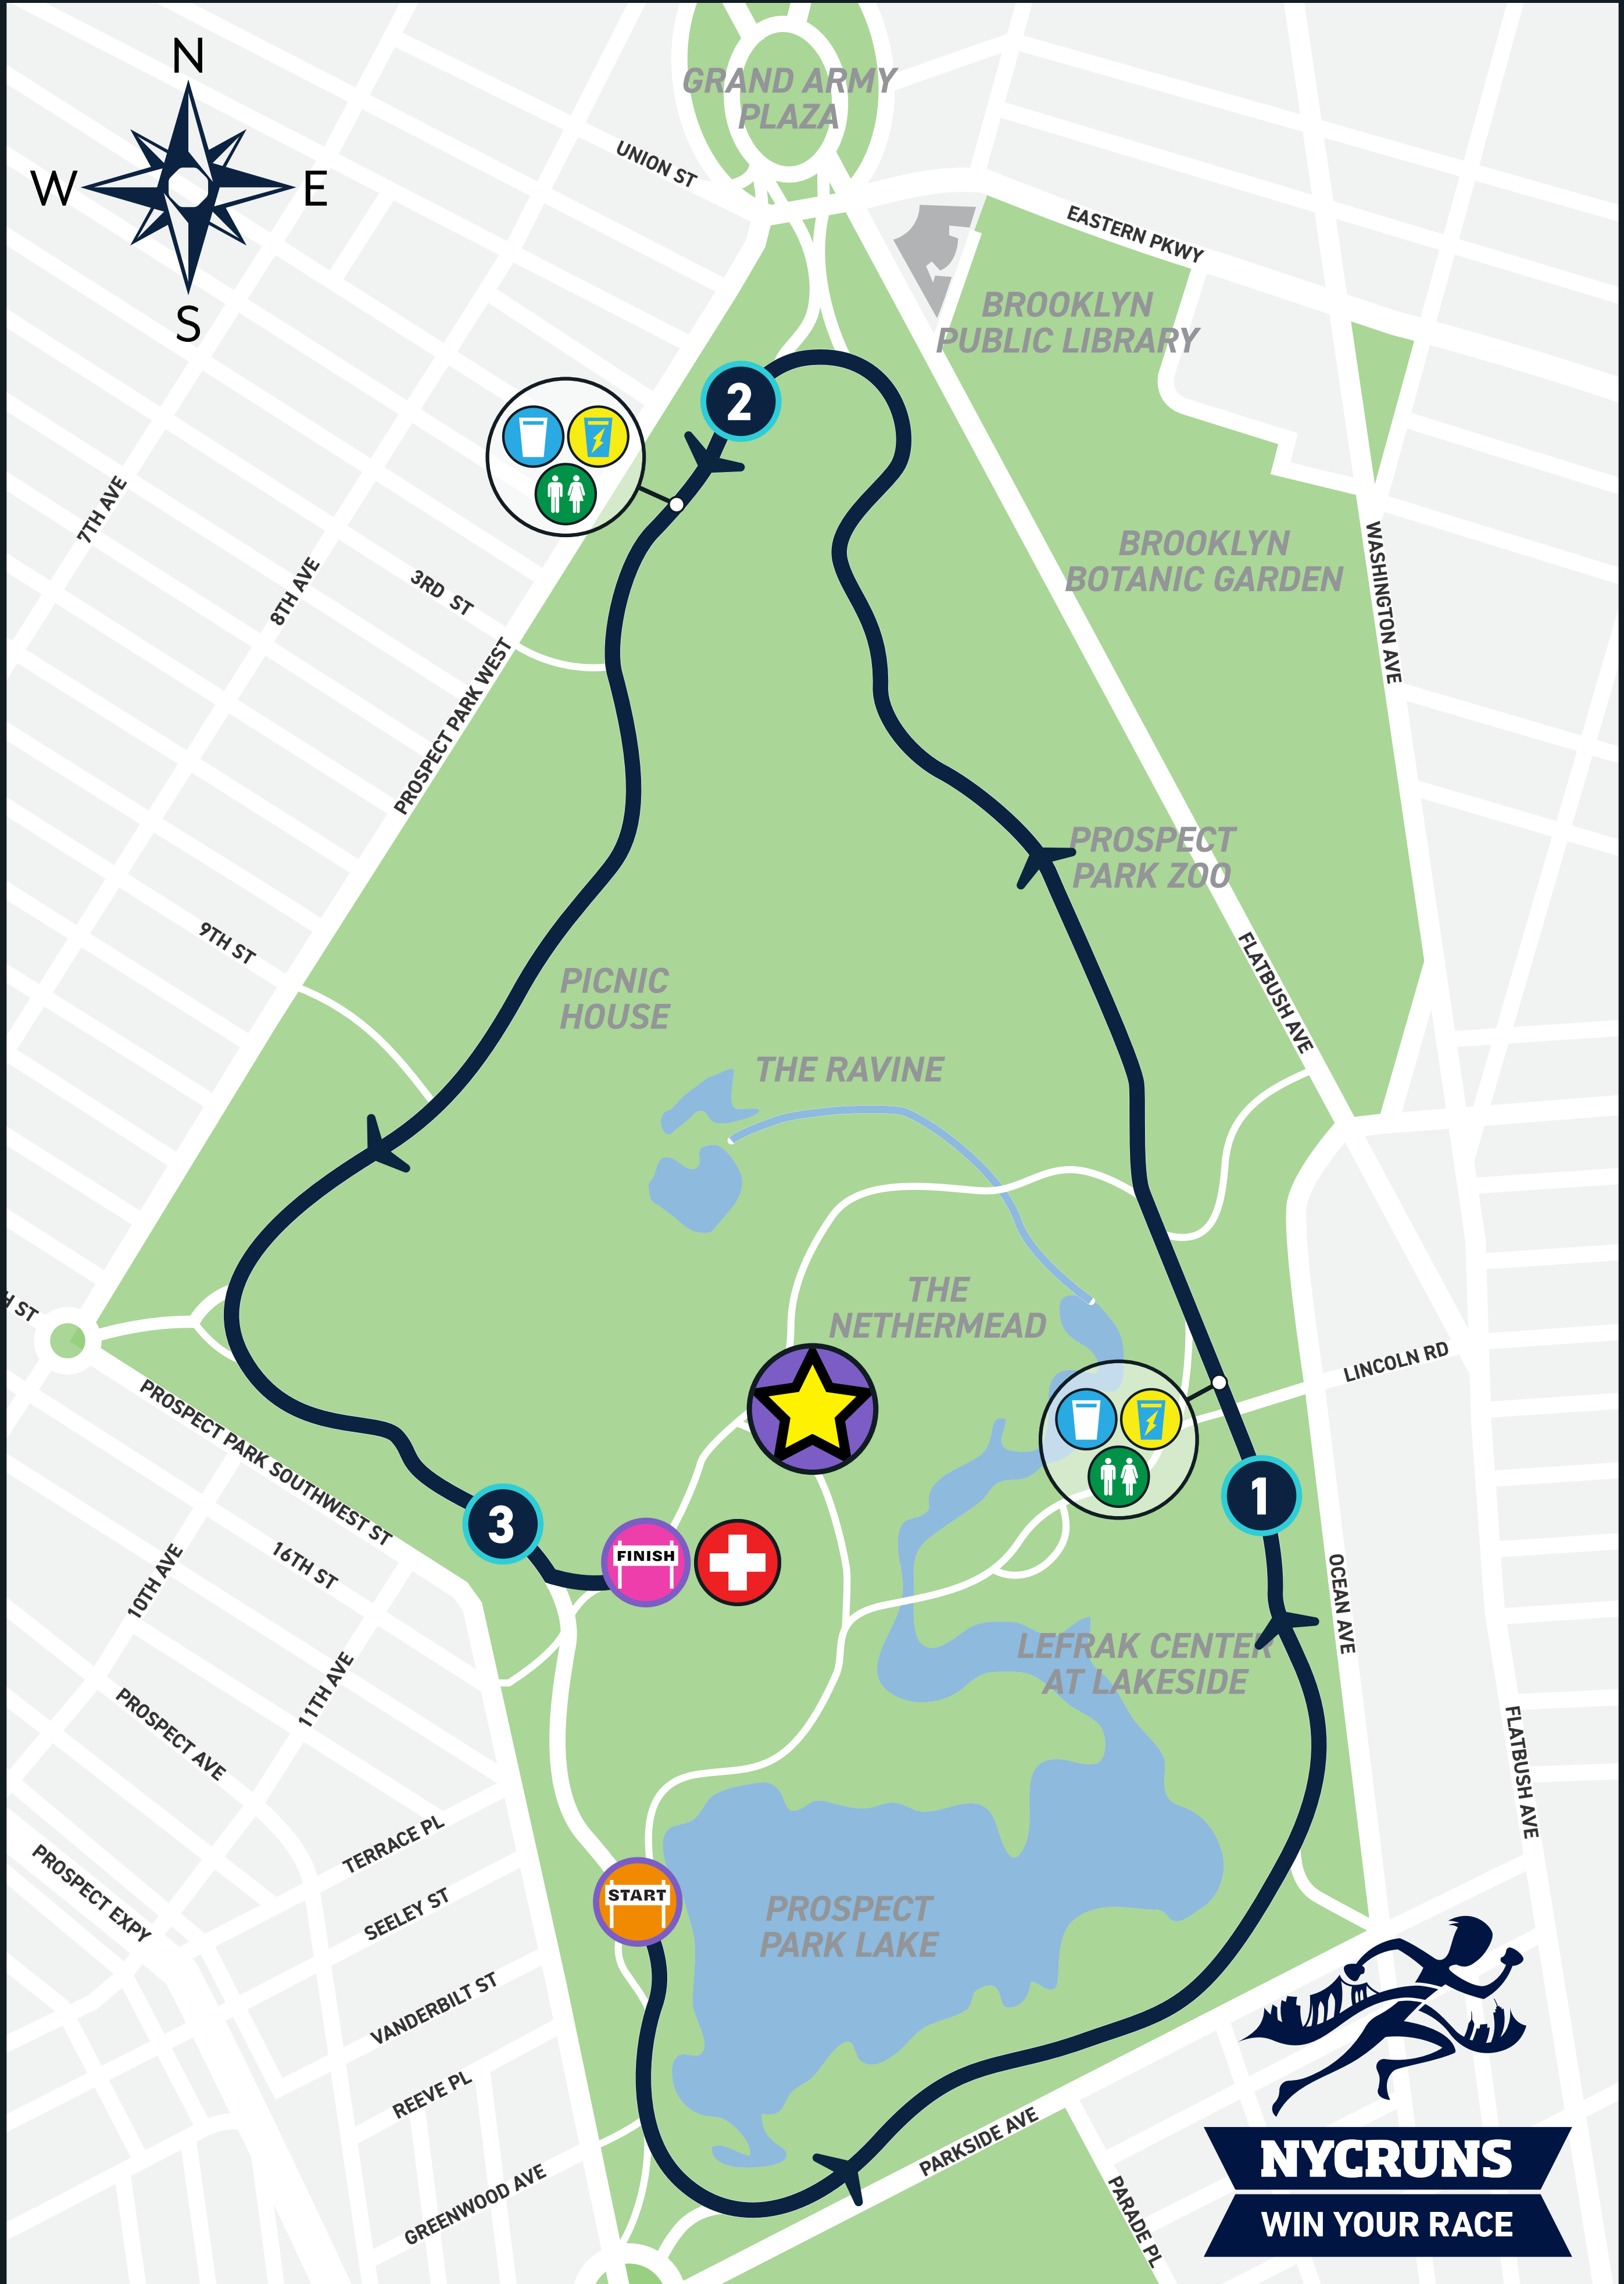 N
W
E
S
GRAND ARMY
PLAZA
UNION ST
EASTERN PKWY
BROOKLYN
PUBLIC LIBRARY
2
7TH AVE
8TH AVE
3RD ST
BROOKLYN
BOTANIC GARDEN
WASHINGTON AVE
PROSPECT PARK WEST
PROSPECT
PARK ZOO
9TH ST
FLATBUSH AVE
PICNIC
HOUSE
THE RAVINE
THE
NETHERMEAD
H ST
LINCOLN RD
PROSPECT PARK SOUTHWEST ST
1
3
FINISH
16TH ST
10TH AVE
OCEAN AVE
11TH AVE
LEFRAK CENTER
AT LAKESIDE
PROSPECT AVE
FLATBUSH AVE
TERRACE PL
PROSPECT EXPY
SEELEY ST
START
PROSPECT
PARK LAKE
VANDERBILT ST
REEVE PL
PARKSIDE AVE
GREENWOOD AVE
PARADE PL
NYCRUNS
WIN YOUR RACE